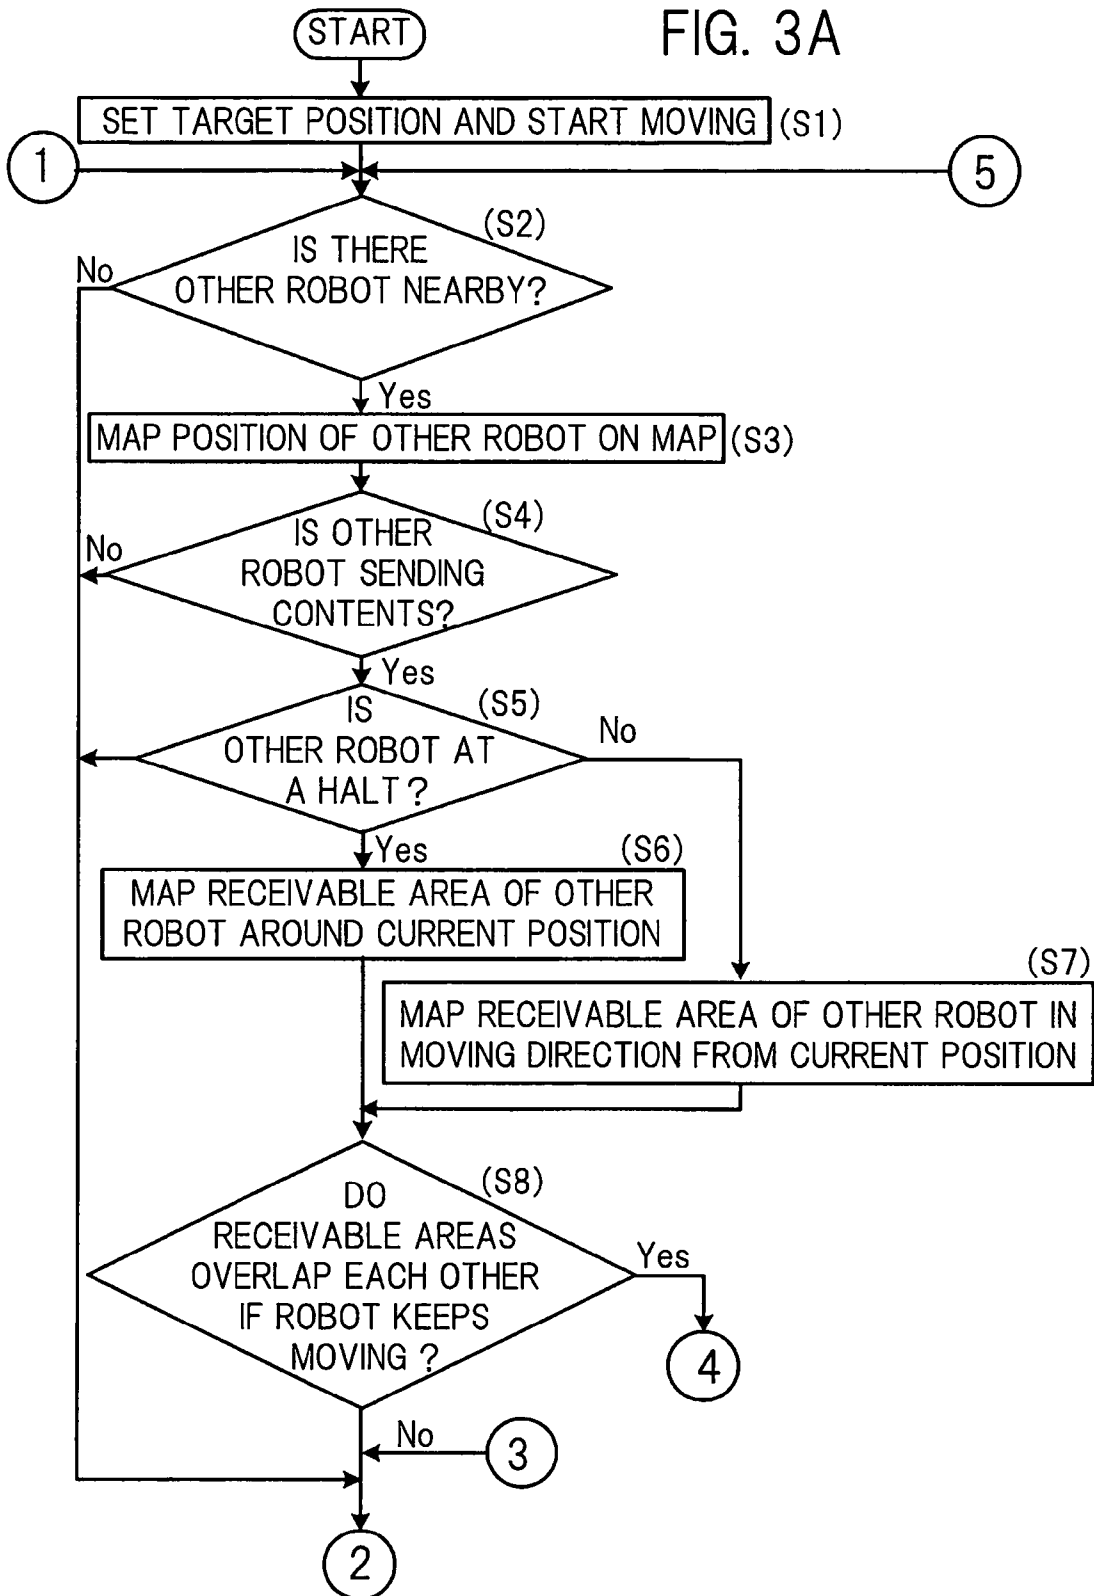 FIG. 3A
START
SET TARGET POSITION AND START MOVING (S1)
1
5
(S2)
IS THERE
OTHER ROBOT NEARBY?
No
Yes
MAP POSITION OF OTHER ROBOT ON MAP (S3)
(S4)
IS OTHER
ROBOT SENDING
CONTENTS?
No
Yes
(S5)
IS
OTHER ROBOT AT
A HALT ?
No
Yes
(S6)
MAP RECEIVABLE AREA OF OTHER
ROBOT AROUND CURRENT POSITION
(S7)
MAP RECEIVABLE AREA OF OTHER ROBOT IN
MOVING DIRECTION FROM CURRENT POSITION
(S8)
DO
RECEIVABLE AREAS
OVERLAP EACH OTHER
IF ROBOT KEEPS
MOVING ?
Yes
4
No
3
2